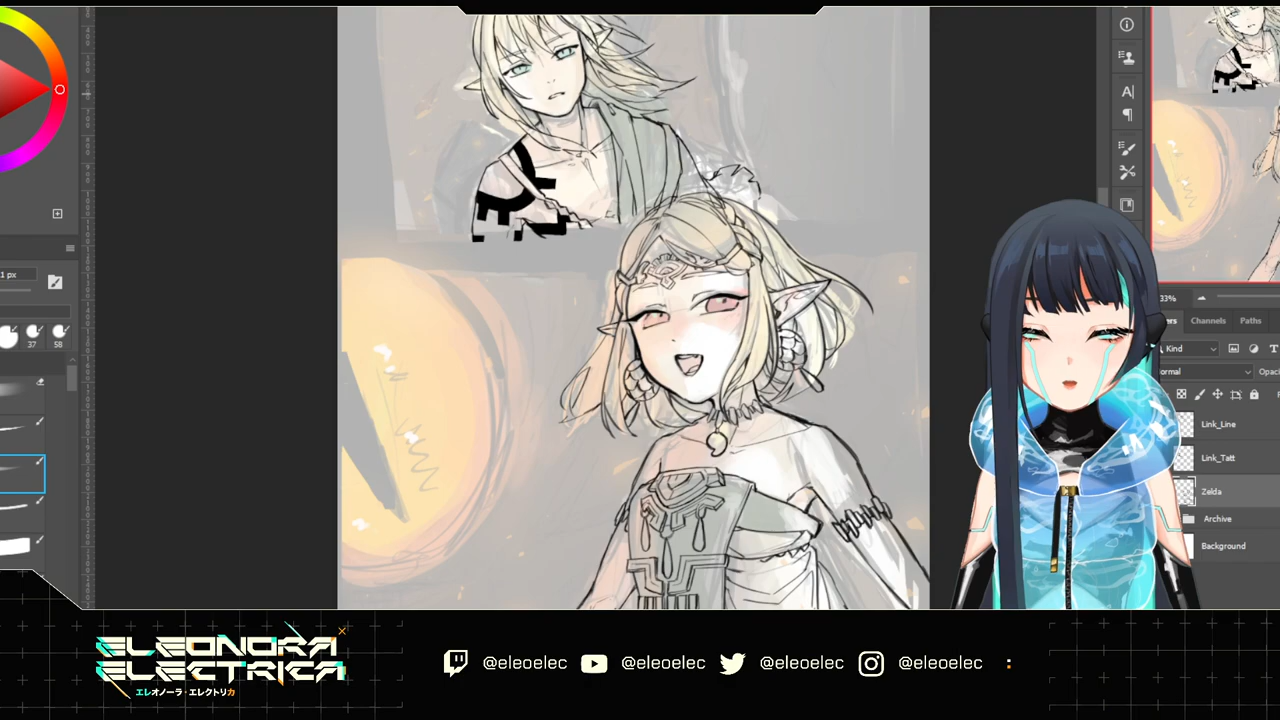 1 px
37
58
33%
Channels
Paths
Kind
Opac
Link_Line
Link_Tatt
Zelda
Archive
Background
ELEONORA
ELECTRICA
エレオノーラ・エレクトリカ
@eleoelec
@eleoelec
@eleoelec
@eleoelec